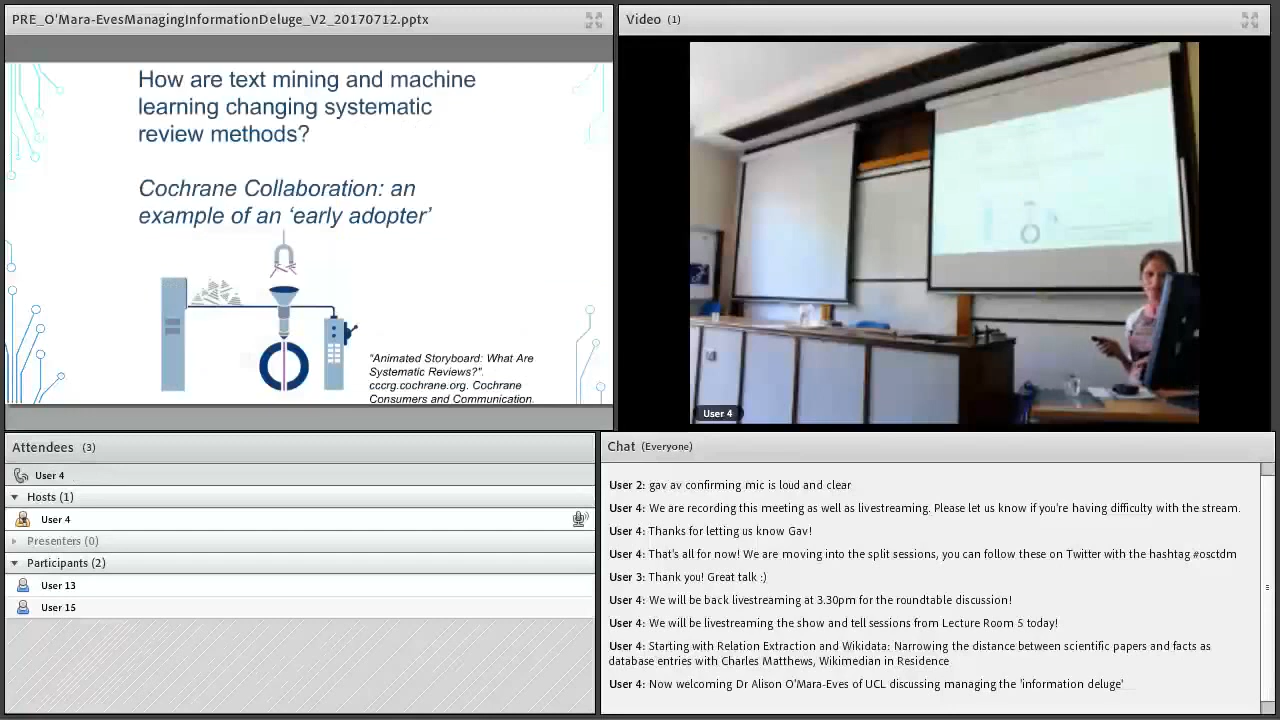 PRE_O'Mara-EvesManagingInformationDeluge_V2_20170712.pptx
How are text mining and machine
learning changing systematic
review methods?
Cochrane Collaboration: an
example of an ‘early adopter’
"Animated Storyboard: What Are
Systematic Reviews?".
cccrg.cochrane.org. Cochrane
Consumers and Communication.
Video (1)
User 4
Attendees (3)
User 4
Hosts (1)
User 4
Presenters (0)
Participants (2)
User 13
User 15
Chat (Everyone)
User 2: gav av confirming mic is loud and clear
User 4: We are recording this meeting as well as livestreaming. Please let us know if you're having difficulty with the stream.
User 4: Thanks for letting us know Gav!
User 4: That's all for now! We are moving into the split sessions, you can follow these on Twitter with the hashtag #osctdm
User 3: Thank you! Great talk :)
User 4: We will be back livestreaming at 3.30pm for the roundtable discussion!
User 4: We will be livestreaming the show and tell sessions from Lecture Room 5 today!
User 4: Starting with Relation Extraction and Wikidata: Narrowing the distance between scientific papers and facts as
database entries with Charles Matthews, Wikimedian in Residence
User 4: Now welcoming Dr Alison O'Mara-Eves of UCL discussing managing the 'information deluge'